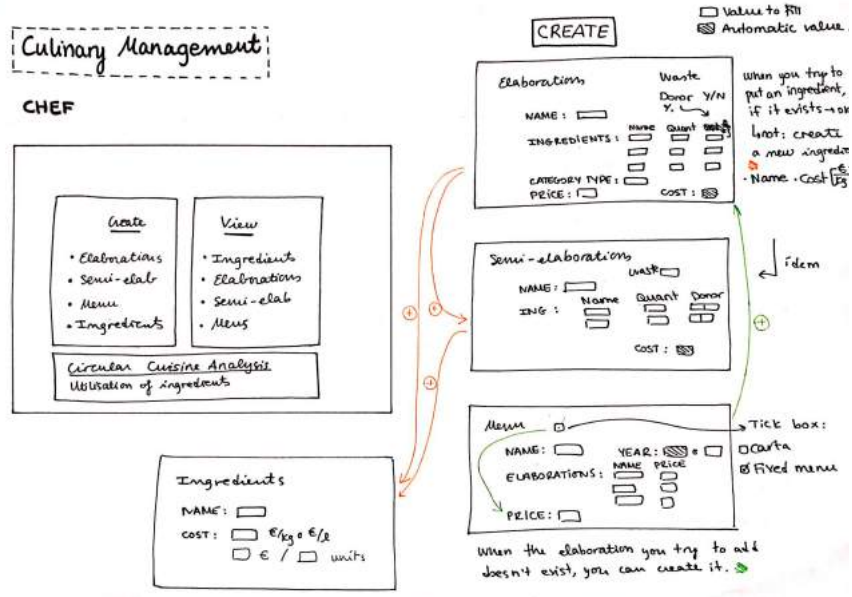 Culinary Management
CHEF
Create
• Elaborations
• Semi-elab
• Menu
• Ingredients
View
• Ingredients
• Elaborations
• Semi-elab
• Menus
Circular Cuisine Analysis
Utilisation of ingredients
Ingredients
NAME:
COST: €/kg o €/l
€ / units
CREATE
Value to fill
Automatic value
Elaborations
Waste
Donor Y/N
%
NAME:
INGREDIENTS: Name Quant
CATEGORY TYPE:
PRICE: COST:
when you try to
put an ingredient,
if it exists → ok
↳ not: create
a new ingredie
• Name • Cost €
Kg
Semi-elaborations
Waste
NAME:
ING: Name Quant Donor
COST:
idem
Menu
NAME: YEAR:
ELABORATIONS: NAME PRICE
PRICE:
Tick box:
Carta
Fixed menu
When the elaboration you try to add
doesn't exist, you can create it.